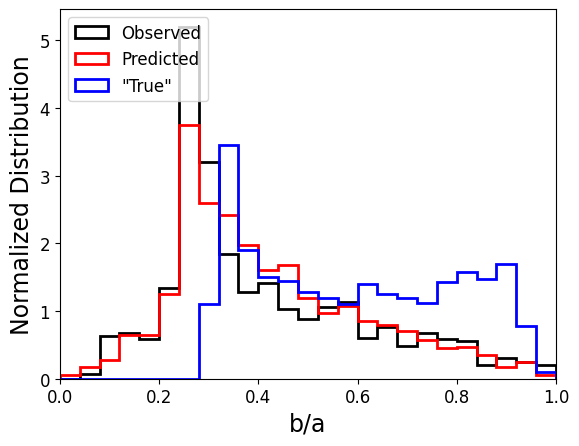 Observed
Predicted
"True"
Normalized Distribution
5
4
3
2
1
0
0.0 0.2 0.4 0.6 0.8 1.0
b/a